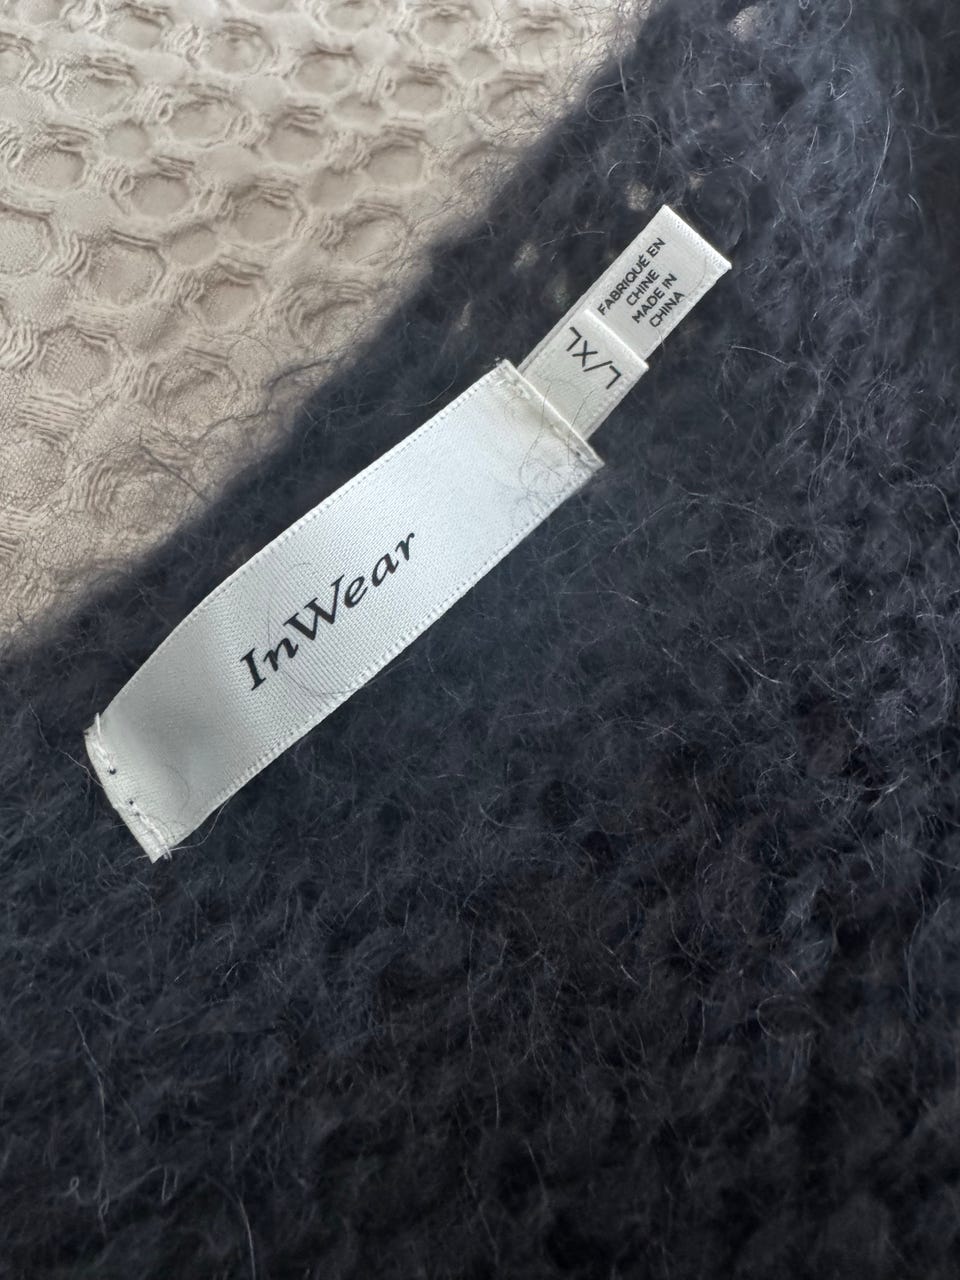 InWear
L/XL
FABRIQUÉ EN
CHINE
MADE IN
CHINA